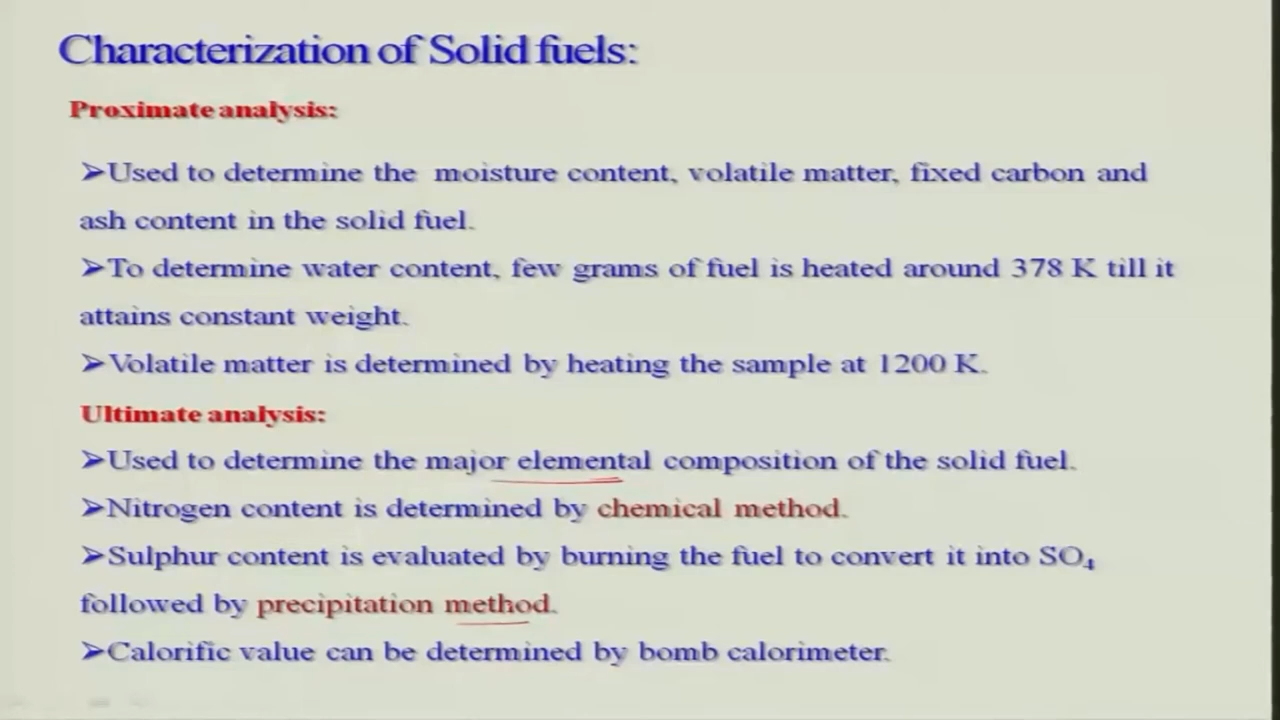 Characterization of Solid fuels:
Proximate analysis:
➢Used to determine the moisture content, volatile matter, fixed carbon and
ash content in the solid fuel.
➢To determine water content, few grams of fuel is heated around 378 K till it
attains constant weight.
➢Volatile matter is determined by heating the sample at 1200 K.
Ultimate analysis:
➢Used to determine the major elemental composition of the solid fuel.
➢Nitrogen content is determined by chemical method.
➢Sulphur content is evaluated by burning the fuel to convert it into SO₄
followed by precipitation method.
➢Calorific value can be determined by bomb calorimeter.